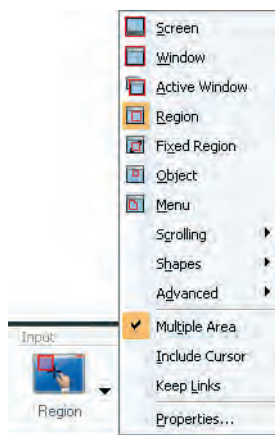 Screen
Window
Active Window
Region
Fixed Region
Object
Menu
Scrolling
Shapes
Advanced
Multiple Area
Include Cursor
Keep Links
Properties...
Input
Region